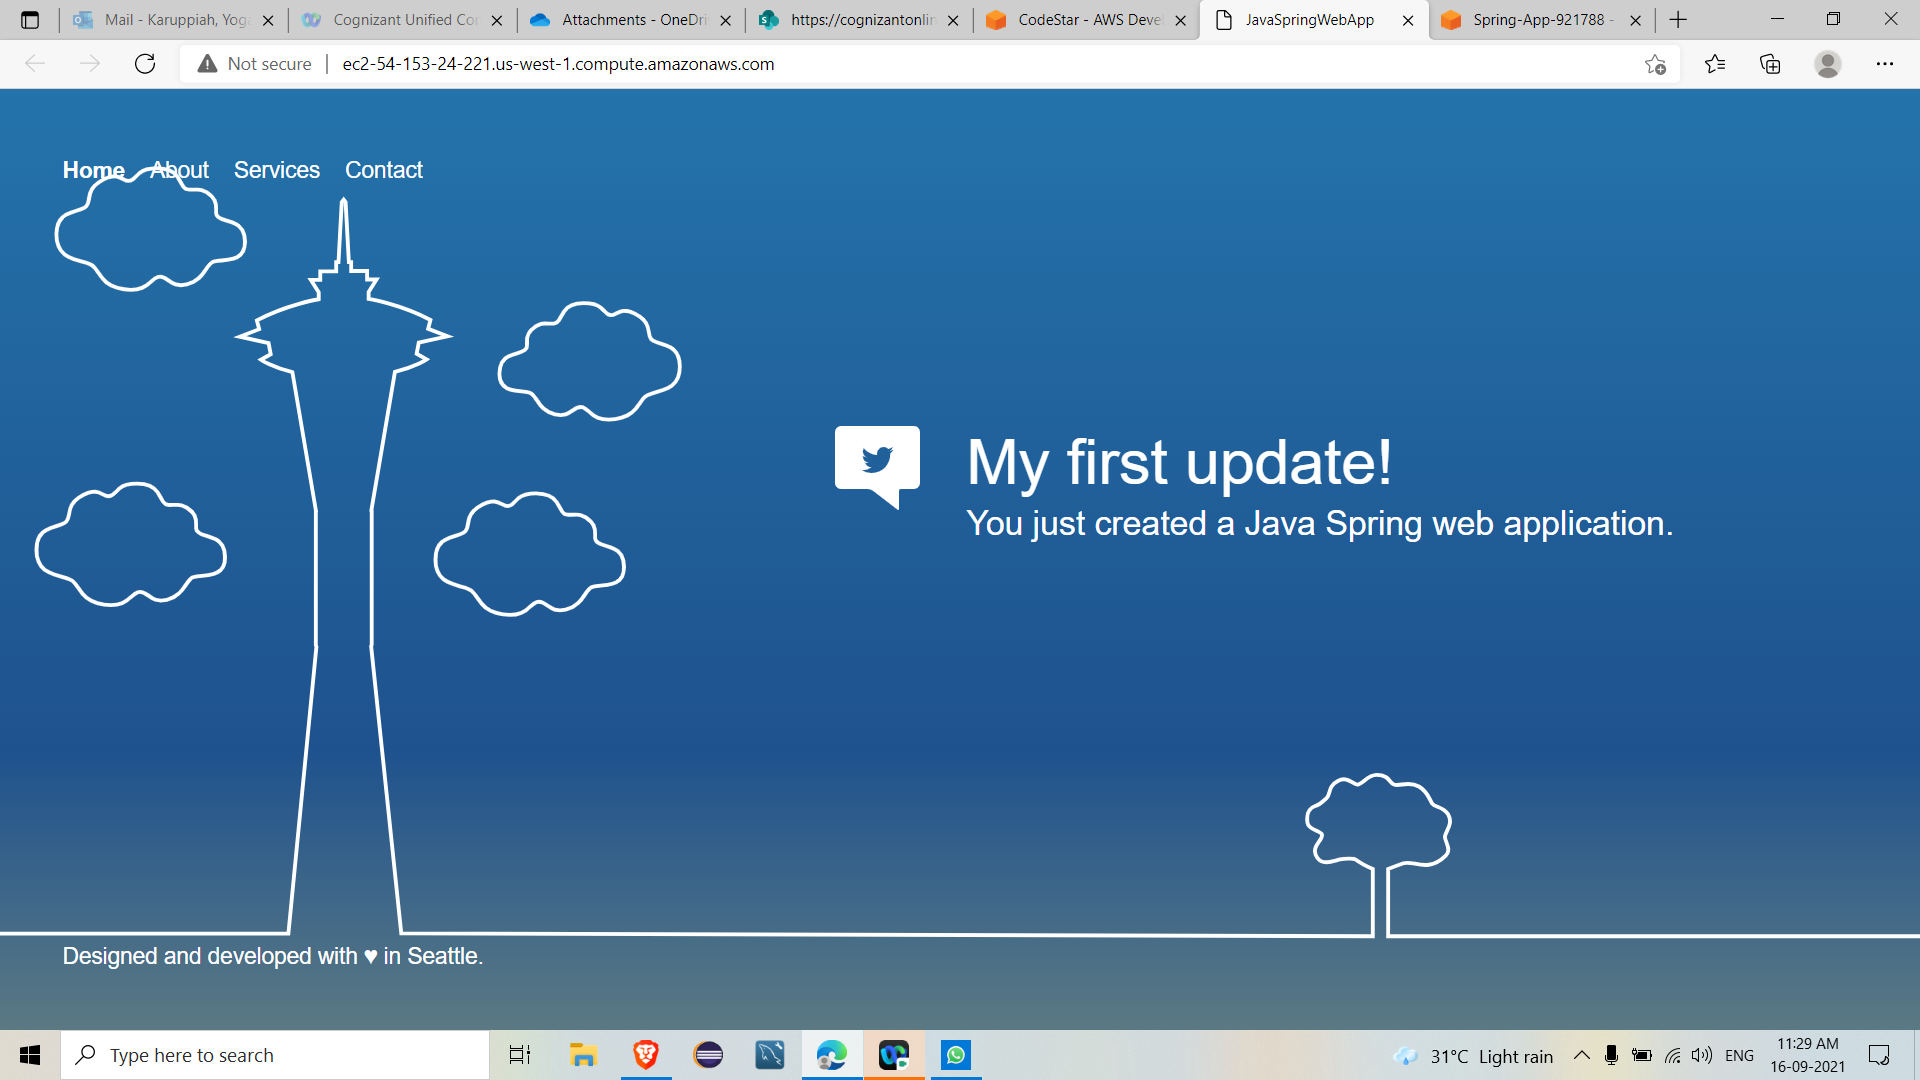 Mail - Karuppiah, Yoga
Cognizant Unified Cor
Attachments - OneDri
https://cognizantonlin
CodeStar - AWS Devel
JavaSpringWebApp
Spring-App-921788 -
Not secure
ec2-54-153-24-221.us-west-1.compute.amazonaws.com
Home About Services Contact
My first update!
You just created a Java Spring web application.
Designed and developed with ♥ in Seattle.
Type here to search
31°C Light rain
ENG
11:29 AM
16-09-2021